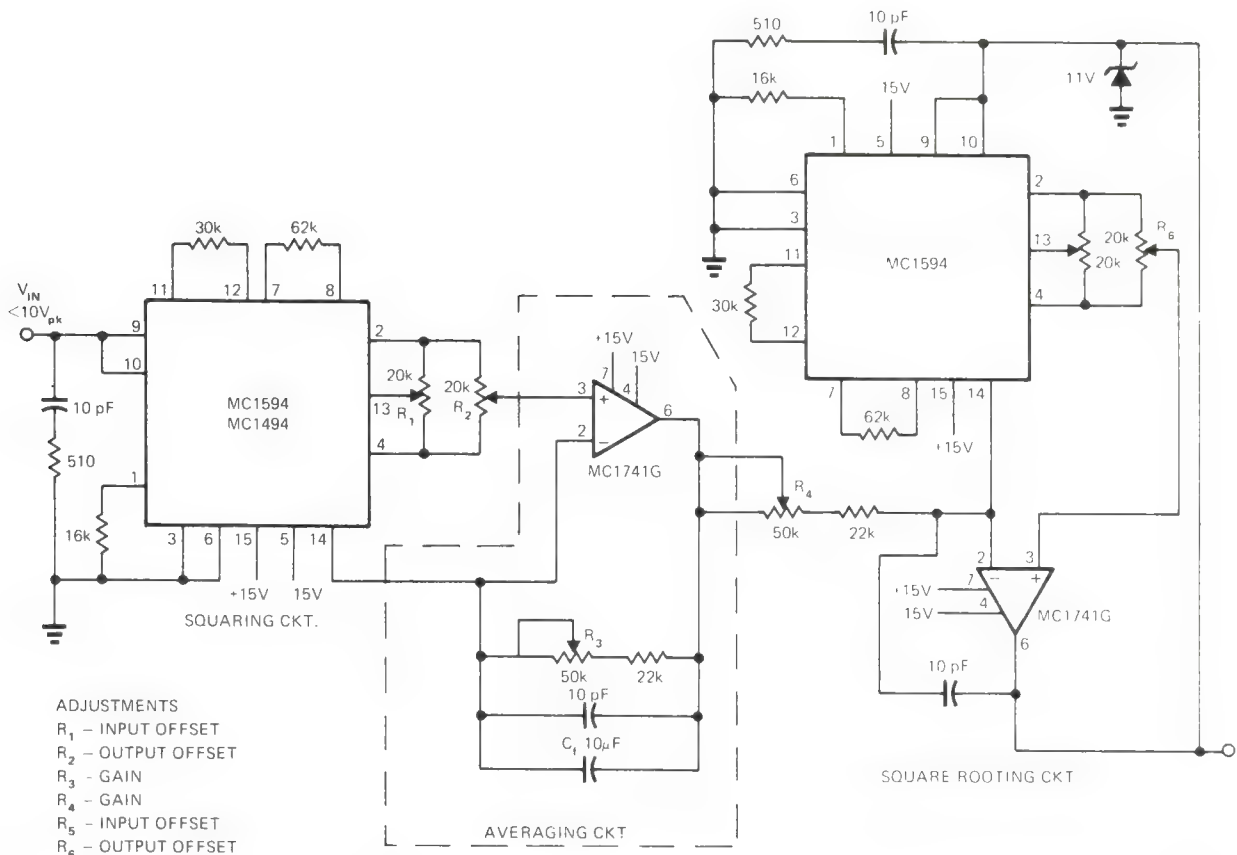 510
10 pF
16k
15V
11V
1
5
9
10
6
3
11
12
30k
MC1594
2
13
4
20k
20k
R6
7
8
15
14
62k
+15V
30k
62k
11
12
7
8
VIN
<10Vpk
9
10
10 pF
510
1
16k
MC1594
MC1494
2
13
4
20k
R1
20k
R2
3
6
15
5
14
+15V
15V
SQUARING CKT.
+15V
15V
7
4
3
+
2
−
6
MC1741G
R4
50k
22k
R3
50k
22k
10 pF
Cf 10μF
AVERAGING CKT
2
3
−
+
7
4
+15V
15V
MC1741G
6
10 pF
SQUARE ROOTING CKT
ADJUSTMENTS
R1 – INPUT OFFSET
R2 – OUTPUT OFFSET
R3 - GAIN
R4 – GAIN
R5 – INPUT OFFSET
R6 – OUTPUT OFFSET